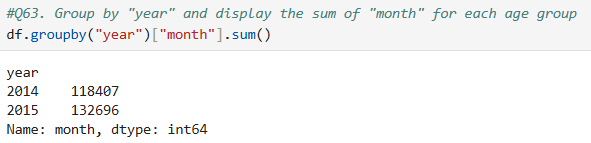 #Q63. Group by "year" and display the sum of "month" for each age group
df.groupby("year")["month"].sum()
year
2014    118407
2015    132696
Name: month, dtype: int64